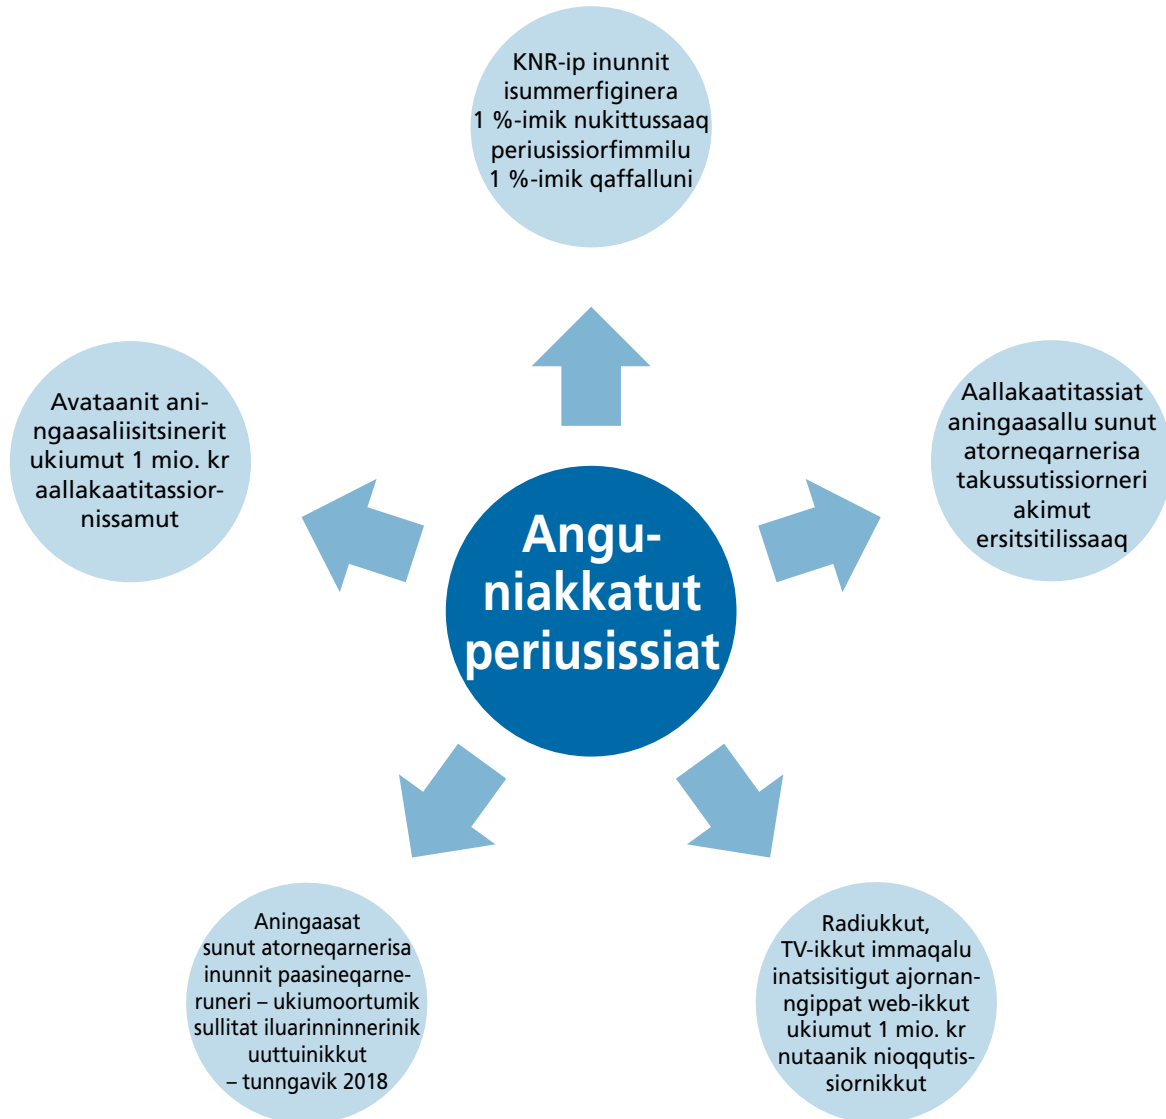 KNR-ip inunnit
isummerfiginera
1 %-imik nukittussaaq
periusissiorfimmilu
1 %-imik qaffalluni
Avataanit ani-
ngaasaliisitsinerit
ukiumut 1 mio. kr
aallakaatitassior-
nissamut
Aallakaatitassiat
aningaasallu sunut
atorneqarnerisa
takussutissiorneri
akimut
ersitsitilissaaq
Angu-
niakkatut
periusissiat
Aningaasat
sunut atorneqarnerisa
inunnit paasineqarne-
runeri – ukiumoortumik
sullitat iluarinninnerinik
uuttuinikkut
– tunngavik 2018
Radiukkut,
TV-ikkut immaqalu
inatsisitigut ajornan-
ngippat web-ikkut
ukiumut 1 mio. kr
nutaanik nioqqutis-
siornikkut